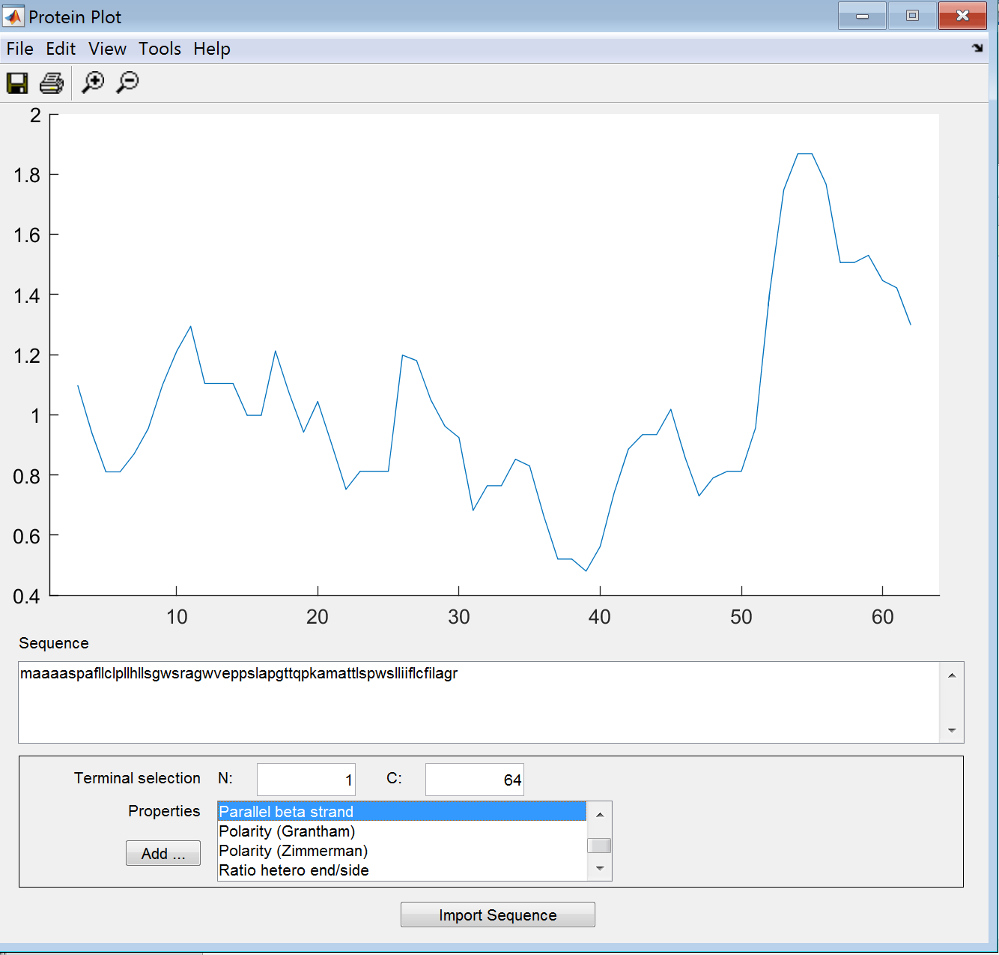 Protein Plot
File Edit View Tools Help
2
1.8
1.6
1.4
1.2
1
0.8
0.6
0.4
10 20 30 40 50 60
Sequence
maaaaspafllclpllhllsgwsragwveppslapgttqpkamattlspwslliiflcfilagr
Terminal selection N: 1 C: 64
Properties
Parallel beta strand
Polarity (Grantham)
Polarity (Zimmerman)
Ratio hetero end/side
Add ...
Import Sequence